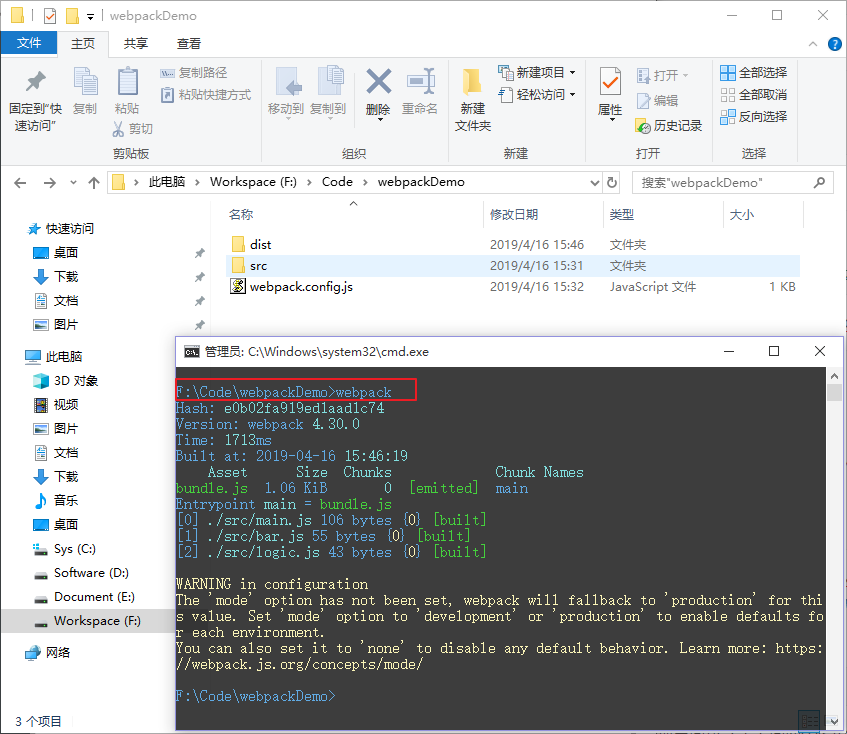 webpackDemo
文件 主页 共享 查看
固定到"快速访问"
复制
粘贴
复制路径
粘贴快捷方式
剪切
剪贴板
移动到
复制到
删除
重命名
组织
新建文件夹
新建项目
轻松访问
新建
属性
打开
编辑
历史记录
打开
全部选择
全部取消
反向选择
选择
此电脑 > Workspace (F:) > Code > webpackDemo
搜索"webpackDemo"
名称 修改日期 类型 大小
dist 2019/4/16 15:46 文件夹
src 2019/4/16 15:31 文件夹
webpack.config.js 2019/4/16 15:32 JavaScript 文件 1 KB
快速访问
桌面
下载
文档
图片
此电脑
3D 对象
视频
图片
文档
下载
音乐
桌面
Sys (C:)
Software (D:)
Document (E:)
Workspace (F:)
网络
3 个项目
管理员: C:\Windows\system32\cmd.exe
F:\Code\webpackDemo>webpack
Hash: e0b02fa919ed1aad1c74
Version: webpack 4.30.0
Time: 1713ms
Built at: 2019-04-16 15:46:19
Asset Size Chunks Chunk Names
bundle.js 1.06 KiB 0 [emitted] main
Entrypoint main = bundle.js
[0] ./src/main.js 106 bytes {0} [built]
[1] ./src/bar.js 55 bytes {0} [built]
[2] ./src/logic.js 43 bytes {0} [built]
WARNING in configuration
The 'mode' option has not been set, webpack will fallback to 'production' for thi
s value. Set 'mode' option to 'development' or 'production' to enable defaults fo
r each environment.
You can also set it to 'none' to disable any default behavior. Learn more: https:
//webpack.js.org/concepts/mode/
F:\Code\webpackDemo>